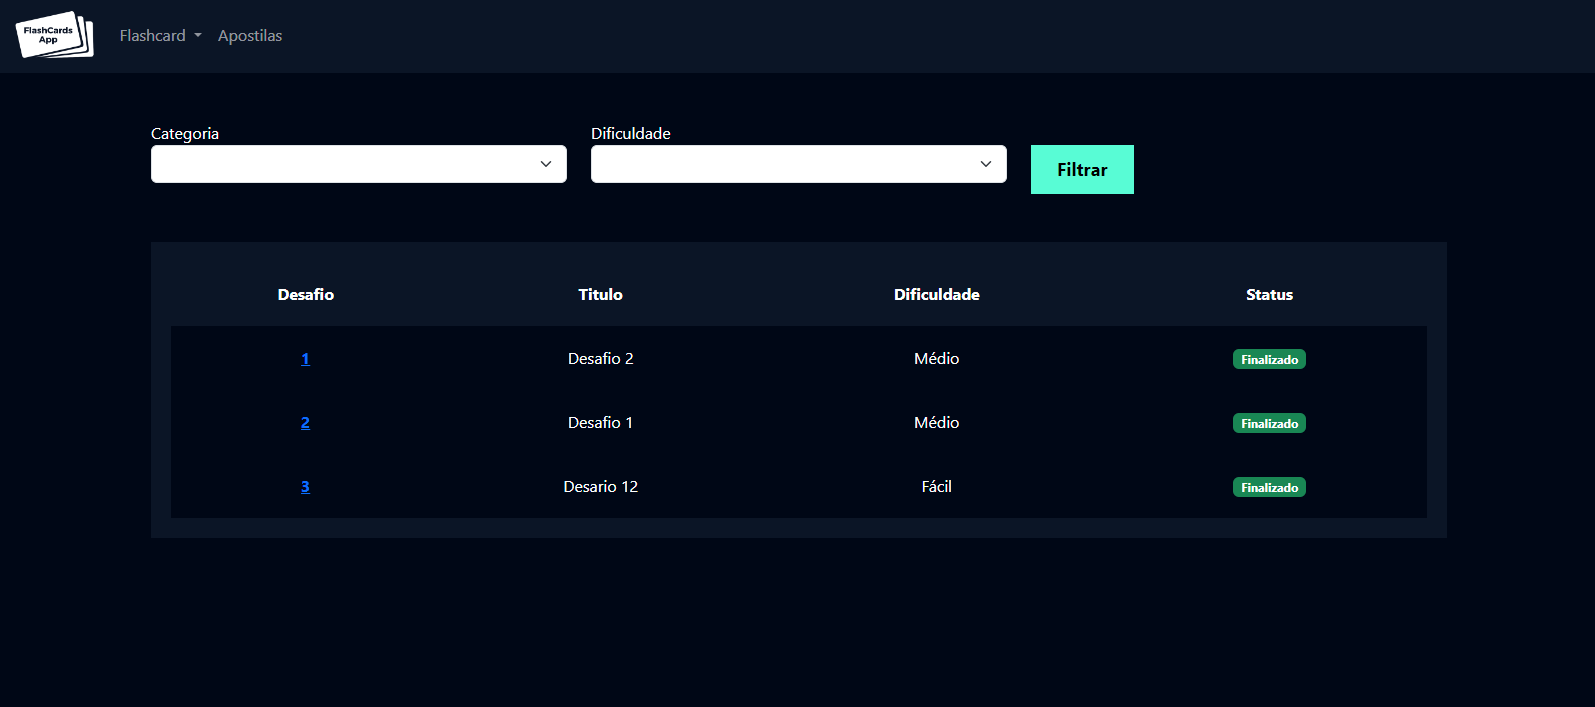 FlashCards
App
Flashcard Apostilas
Categoria Dificuldade
Filtrar
Desafio Titulo Dificuldade Status
1 Desafio 2 Médio Finalizado
2 Desafio 1 Médio Finalizado
3 Desario 12 Fácil Finalizado